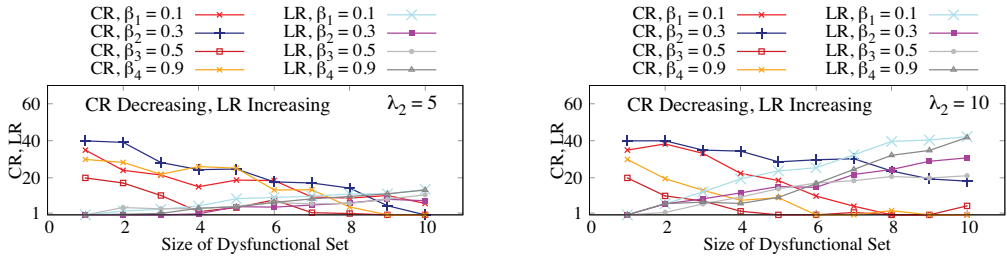 CR, β1 = 0.1 LR, β1 = 0.1
CR, β2 = 0.3 LR, β2 = 0.3
CR, β3 = 0.5 LR, β3 = 0.5
CR, β4 = 0.9 LR, β4 = 0.9
CR Decreasing, LR Increasing λ2 = 5
CR, LR
60
40
20
1
0 2 4 6 8 10
Size of Dysfunctional Set
CR, β1 = 0.1 LR, β1 = 0.1
CR, β2 = 0.3 LR, β2 = 0.3
CR, β3 = 0.5 LR, β3 = 0.5
CR, β4 = 0.9 LR, β4 = 0.9
CR Decreasing, LR Increasing λ2 = 10
CR, LR
60
40
20
1
0 2 4 6 8 10
Size of Dysfunctional Set